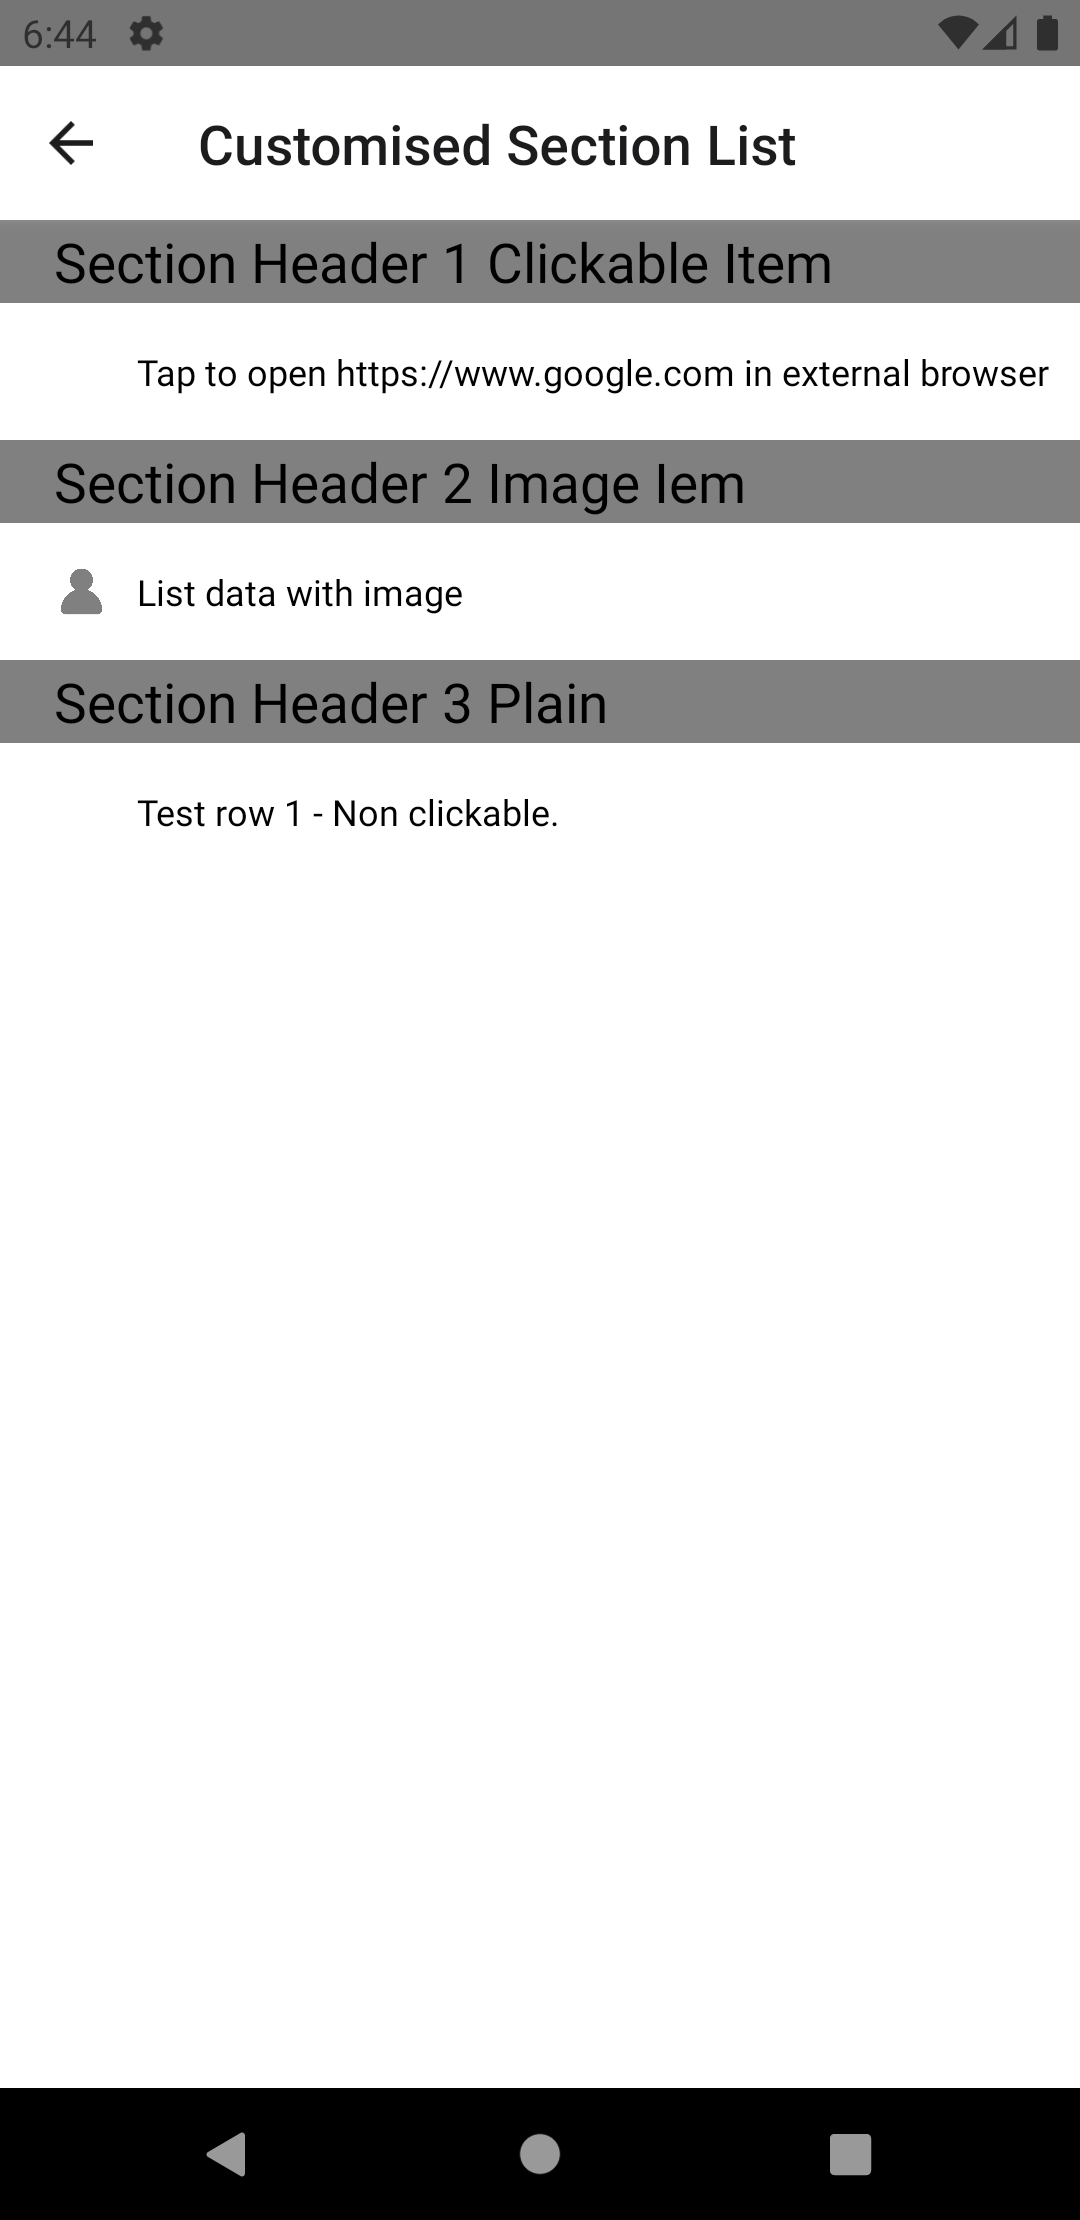 6:44
Customised Section List
Section Header 1 Clickable Item
Tap to open https://www.google.com in external browser
Section Header 2 Image Iem
List data with image
Section Header 3 Plain
Test row 1 - Non clickable.